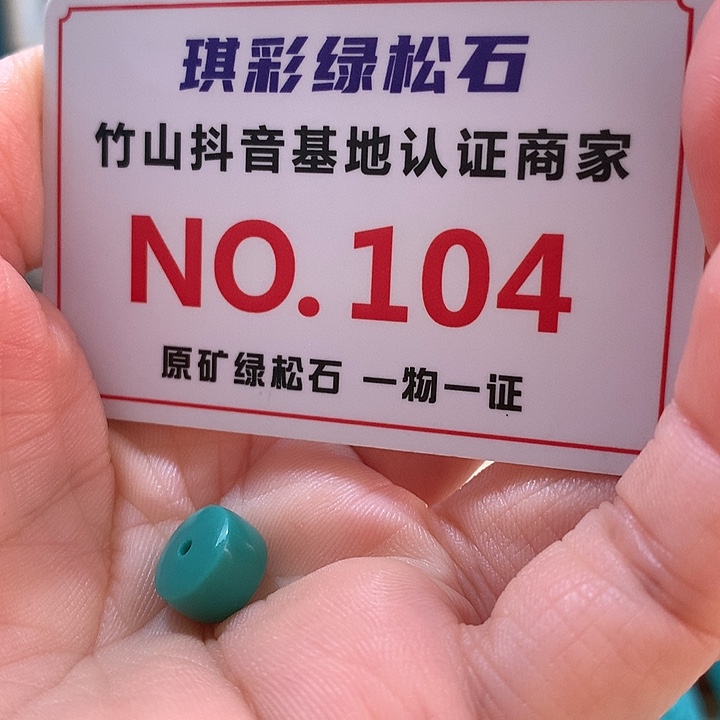 琪彩绿松石
竹山抖音基地认证商家
NO.104
原矿绿松石 一物一证